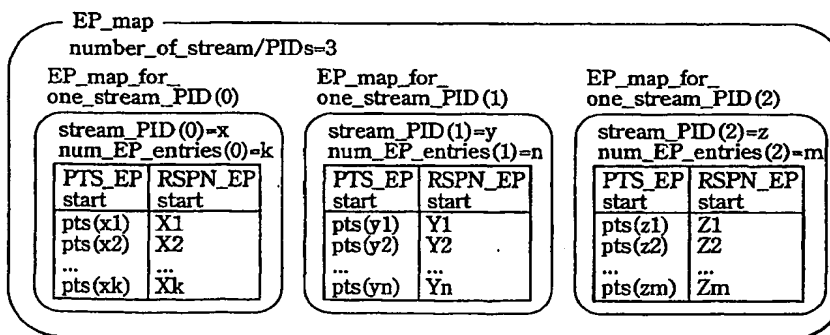 EP_map
number_of_stream/PIDs=3
EP_map_for_
one_stream_PID(0)
stream_PID(0)=x
num_EP_entries(0)=k
PTS_EP RSPN_EP
start start
pts(x1) X1
pts(x2) X2
... ...
pts(xk) Xk
EP_map_for_
one_stream_PID(1)
stream_PID(1)=y
num_EP_entries(1)=n
PTS_EP RSPN_EP
start start
pts(y1) Y1
pts(y2) Y2
... ...
pts(yn) Yn
EP_map_for_
one_stream_PID(2)
stream_PID(2)=z
num_EP_entries(2)=m
PTS_EP RSPN_EP
start start
pts(z1) Z1
pts(z2) Z2
... ...
pts(zm) Zm